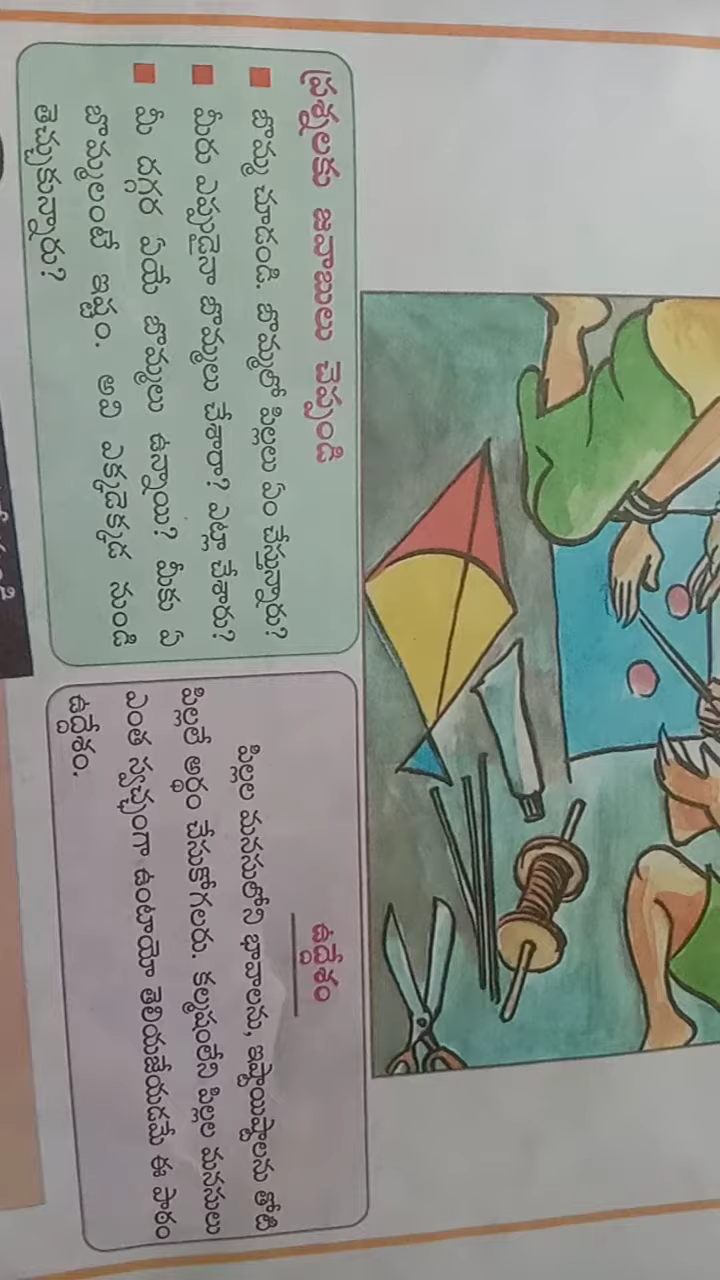 ప్రశ్నలకు జవాబులు చెప్పండి
బొమ్మ చూడండి. బొమ్మలో పిల్లలు ఏం చేస్తున్నారు?
మీరు ఎప్పుడైనా బొమ్మలు చేశారా? ఎట్లా చేశారు?
మీ దగ్గర ఏయే బొమ్మలు ఉన్నాయి? మీకు ఏ
బొమ్మలంటే ఇష్టం. అవి ఎక్కడెక్కడ నుండి
తెచ్చుకున్నారు?
ఉద్దేశం
పిల్లల మనసులోని భావాలను, ఇష్టాయిష్టాలను తోటి
పిల్లలే అర్థం చేసుకోగలరు. కల్మషంలేని పిల్లల మనసులు
ఎంత స్వచ్ఛంగా ఉంటాయో తెలియజేయడమే ఈ పాఠం
ఉద్దేశం.